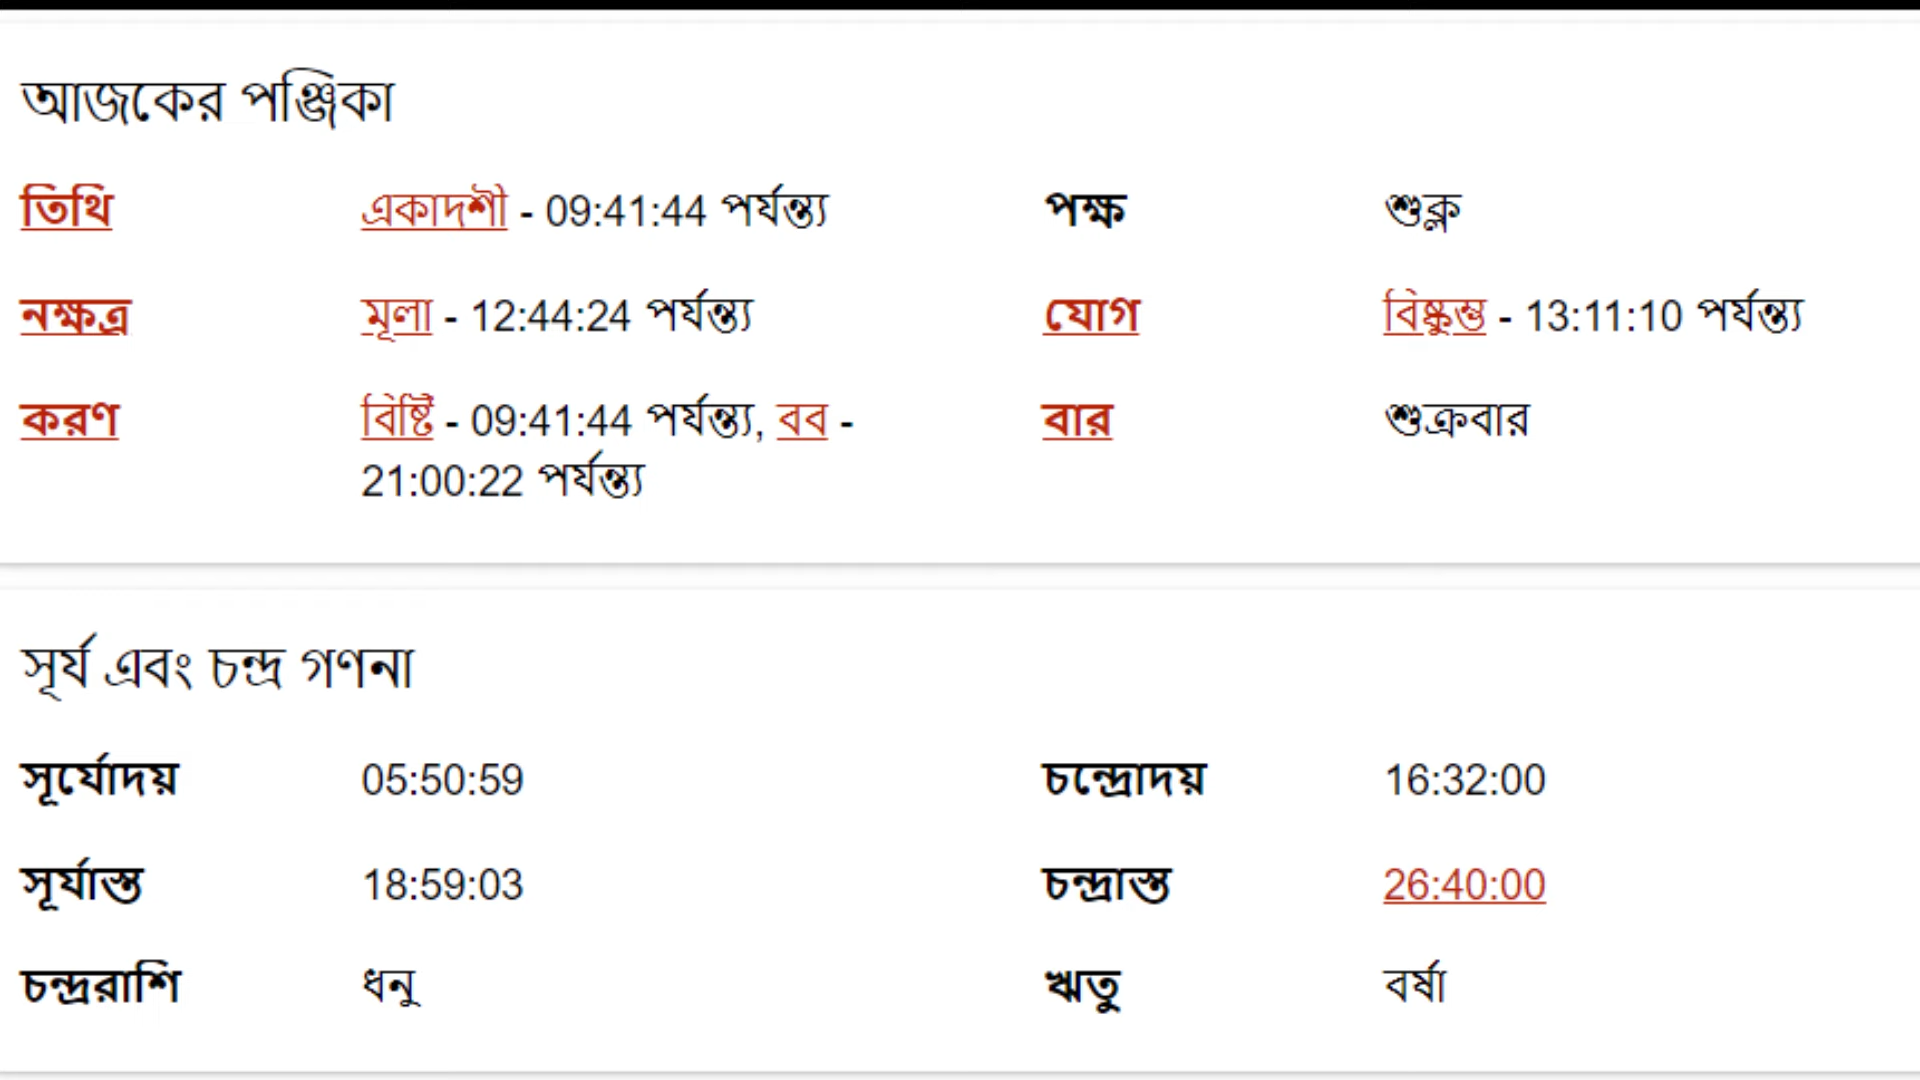 আজকের পঞ্জিকা
তিথি একাদশী - 09:41:44 পর্যন্ত্য পক্ষ শুক্ল
নক্ষত্র মূলা - 12:44:24 পর্যন্ত্য যোগ বিষ্কুম্ভ - 13:11:10 পর্যন্ত্য
করণ বিষ্টি - 09:41:44 পর্যন্ত্য, বব - বার শুক্রবার
21:00:22 পর্যন্ত্য
সূর্য এবং চন্দ্র গণনা
সূর্যোদয় 05:50:59 চন্দ্রোদয় 16:32:00
সূর্যাস্ত 18:59:03 চন্দ্রাস্ত 26:40:00
চন্দ্ররাশি ধনু ঋতু বর্ষা